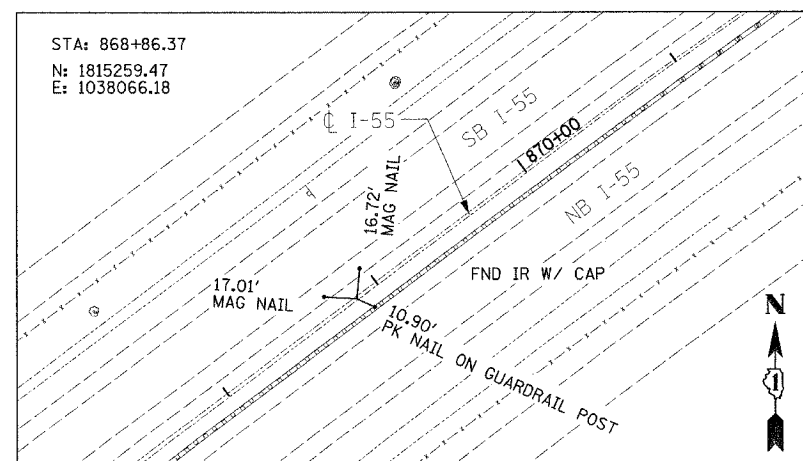 STA: 868+86.37
N: 1815259.47
E: 1038066.18
℄ I-55
SB I-55
870+00
NB I-55
16.72'
MAG NAIL
17.01'
MAG NAIL
FND IR W/ CAP
10.90'
PK NAIL ON GUARDRAIL POST
N
1